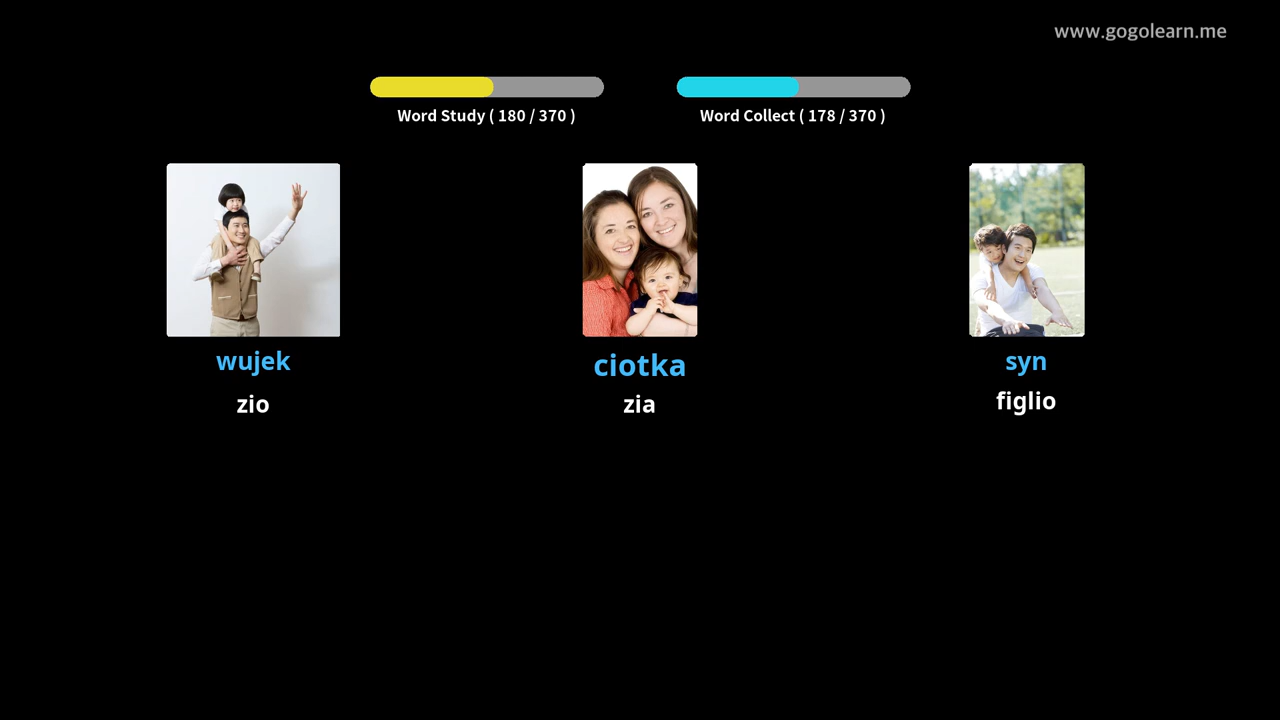 www.gogolearn.me
Word Study ( 180 / 370 )
Word Collect ( 178 / 370 )
wujek
zio
ciotka
zia
syn
figlio